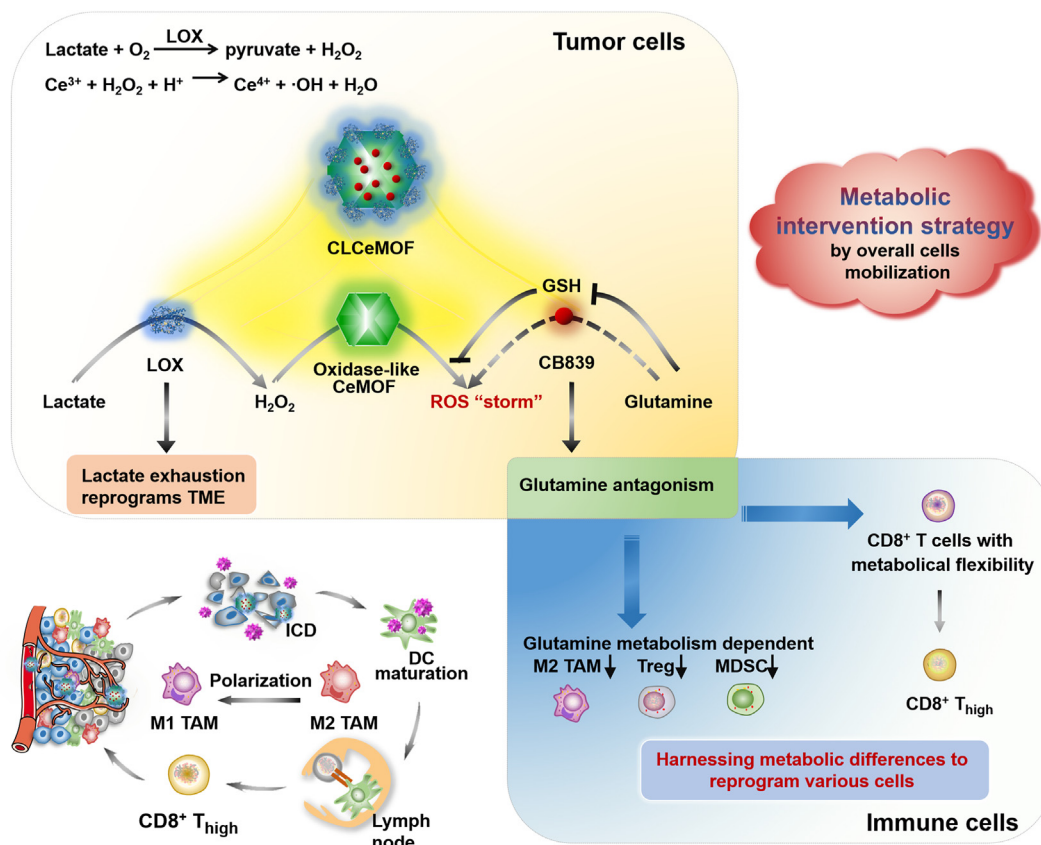 Tumor cells
Lactate + O₂ LOX → pyruvate + H₂O₂
Ce³⁺ + H₂O₂ + H⁺ → Ce⁴⁺ + ·OH + H₂O
CLCeMOF
Metabolic
intervention strategy
by overall cells
mobilization
GSH
LOX
Oxidase-like
CeMOF
CB839
Lactate
H₂O₂
ROS “storm”
Glutamine
Lactate exhaustion
reprograms TME
Glutamine antagonism
CD8⁺ T cells with
metabolical flexibility
ICD
DC
maturation
Polarization
M1 TAM
M2 TAM
CD8⁺ T high
Lymph
node
Glutamine metabolism dependent
M2 TAM
Treg
MDSC
CD8⁺ T high
Harnessing metabolic differences to
reprogram various cells
Immune cells